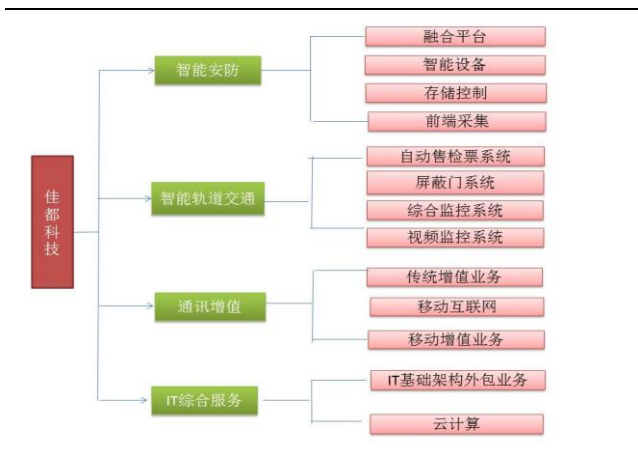 佳都科技
智能安防
融合平台
智能设备
存储控制
前端采集
智能轨道交通
自动售检票系统
屏蔽门系统
综合监控系统
视频监控系统
通讯增值
传统增值业务
移动互联网
移动增值业务
IT综合服务
IT基础架构外包业务
云计算